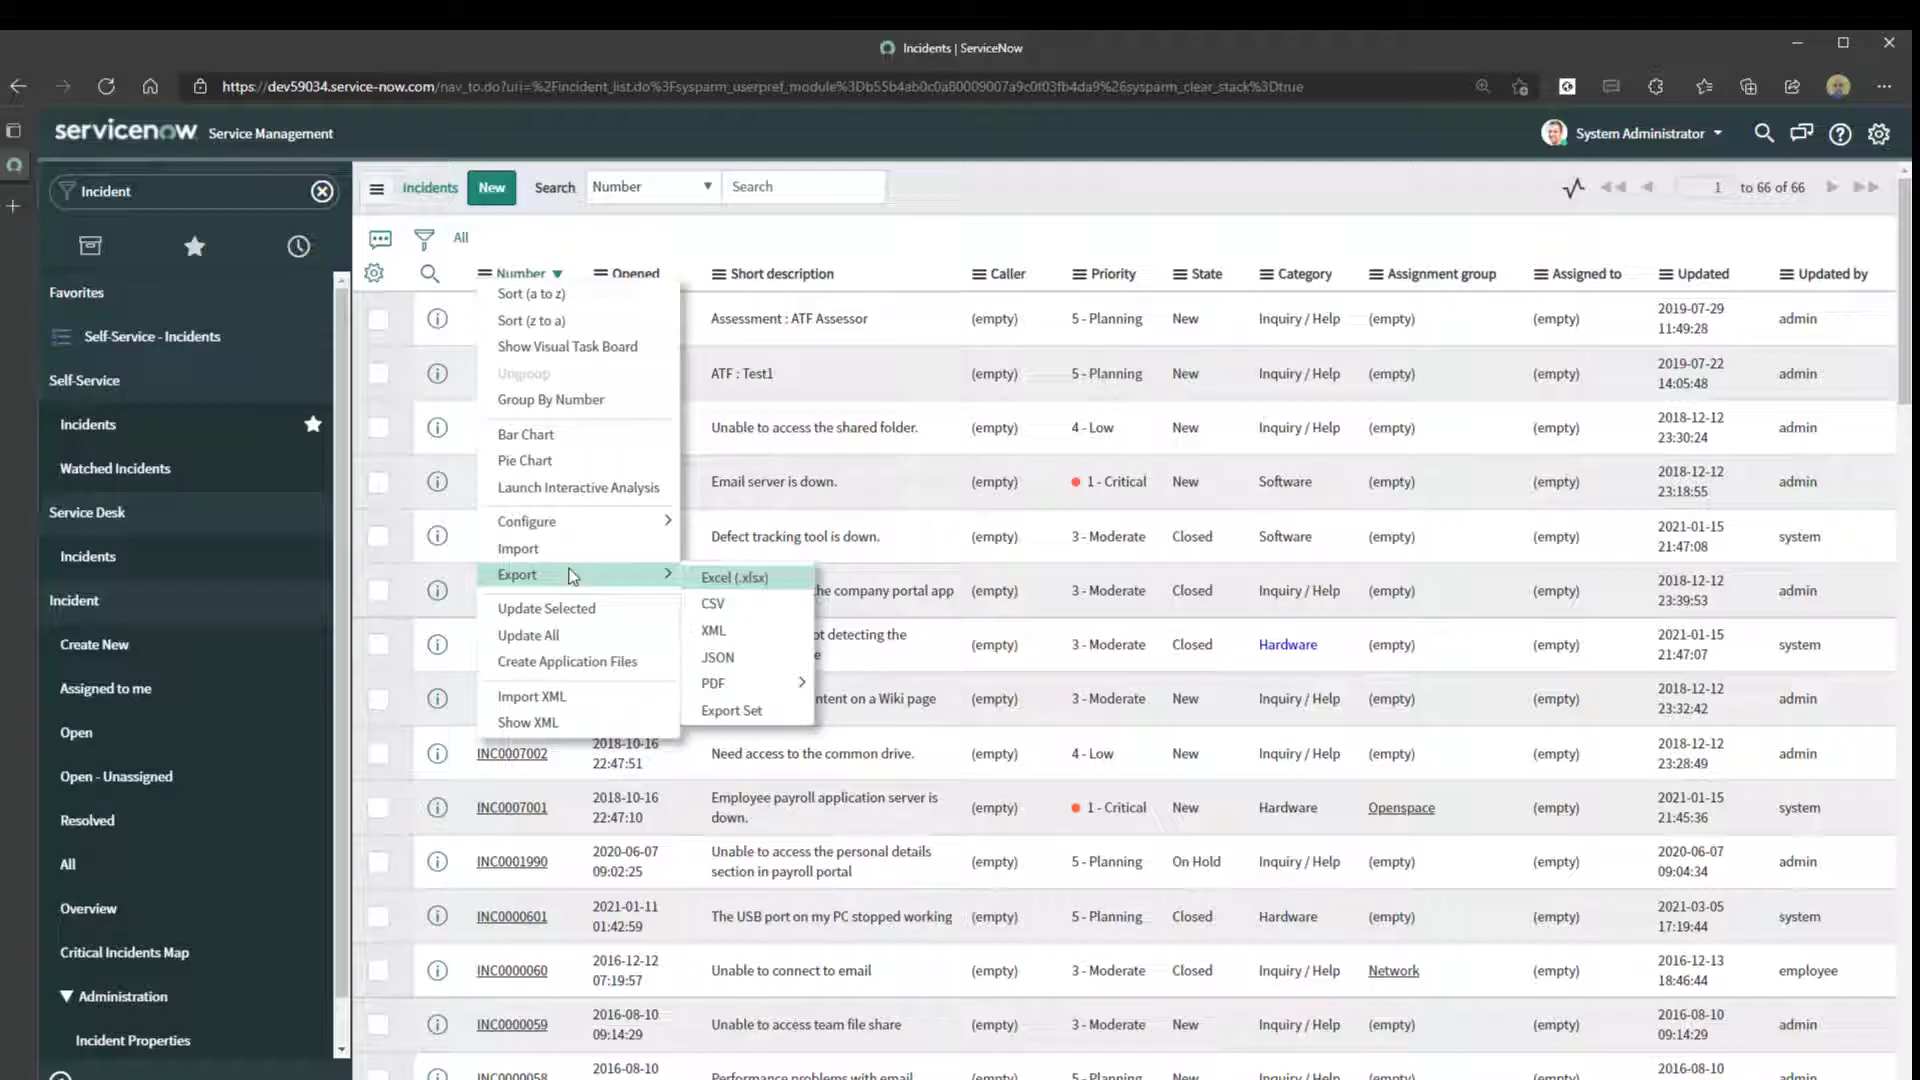 Incidents | ServiceNow
https://dev59034.service-now.com/nav_to.do?uri=%2Fincident_list.do%3Fsysparm_userpref_module%3Db55b4ab0c0a80009007a9c0f03fb4da9%26sysparm_clear_stack%3Dtrue
servicenow Service Management
System Administrator
Incident
Incidents New Search Number Search
1 to 66 of 66
All
Number Opened Short description Caller Priority State Category Assignment group Assigned to Updated Updated by
Favorites
Self-Service - Incidents
Self-Service
Incidents
Watched Incidents
Service Desk
Incidents
Incident
Create New
Assigned to me
Open
Open - Unassigned
Resolved
All
Overview
Critical Incidents Map
Administration
Incident Properties
Sort (a to z)
Sort (z to a)
Show Visual Task Board
Ungroup
Group By Number
Bar Chart
Pie Chart
Launch Interactive Analysis
Configure
Import
Export
Update Selected
Update All
Create Application Files
Import XML
Show XML
Excel (.xlsx)
CSV
XML
JSON
PDF
Export Set
Assessment : ATF Assessor (empty) 5 - Planning New Inquiry / Help (empty) (empty) 2019-07-29 admin
11:49:28
ATF : Test1 (empty) 5 - Planning New Inquiry / Help (empty) (empty) 2019-07-22 admin
14:05:48
Unable to access the shared folder. (empty) 4 - Low New Inquiry / Help (empty) (empty) 2018-12-12 admin
23:30:24
Email server is down. (empty) 1 - Critical New Software (empty) (empty) 2018-12-12 admin
23:18:55
Defect tracking tool is down. (empty) 3 - Moderate Closed Software (empty) (empty) 2021-01-15 system
21:47:08
the company portal app (empty) 3 - Moderate Closed Inquiry / Help (empty) (empty) 2018-12-12 admin
23:39:53
ot detecting the (empty) 3 - Moderate Closed Hardware (empty) (empty) 2021-01-15 system
e 21:47:07
ntent on a Wiki page (empty) 3 - Moderate New Inquiry / Help (empty) (empty) 2018-12-12 admin
23:32:42
INC0007002 2018-10-16 Need access to the common drive. (empty) 4 - Low New Inquiry / Help (empty) (empty) 2018-12-12 admin
22:47:51 23:28:49
INC0007001 2018-10-16 Employee payroll application server is (empty) 1 - Critical New Hardware Openspace (empty) 2021-01-15 system
22:47:10 down. 21:45:36
INC0001990 2020-06-07 Unable to access the personal details (empty) 5 - Planning On Hold Inquiry / Help (empty) (empty) 2020-06-07 admin
09:02:25 section in payroll portal 09:04:34
INC0000601 2021-01-11 The USB port on my PC stopped working (empty) 5 - Planning Closed Hardware (empty) (empty) 2021-03-05 system
01:42:59 17:19:44
INC0000060 2016-12-12 Unable to connect to email (empty) 3 - Moderate Closed Inquiry / Help Network (empty) 2016-12-13 employee
07:19:57 18:46:44
INC0000059 2016-08-10 Unable to access team file share (empty) 3 - Moderate New Inquiry / Help (empty) (empty) 2016-08-10 admin
09:14:29 09:14:29
INC0000058 2016-08-10 Performance problems with email (empty) 5 - Planning Closed Inquiry / Help (empty) (empty) 2016-08-10 admin